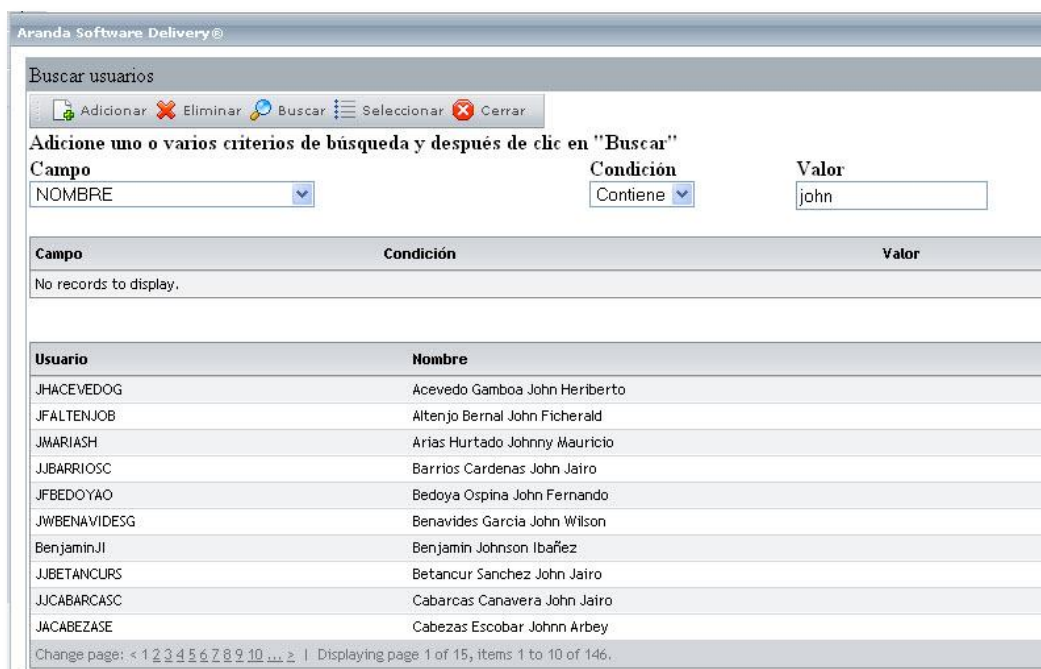 Aranda Software Delivery®
Buscar usuarios
Adicionar Eliminar Buscar Seleccionar Cerrar
Adicione uno o varios criterios de búsqueda y después de clic en "Buscar"
Campo Condición Valor
NOMBRE Contiene john
Campo Condición Valor
No records to display.
Usuario Nombre
JHACEVEDOG Acevedo Gamboa John Heriberto
JFALTENJOB Altenjo Bernal John Ficherald
JMARIASH Arias Hurtado Johnny Mauricio
JJBARRIOSC Barrios Cardenas John Jairo
JFBEDOYAO Bedoya Ospina John Fernando
JWBENAVIDESG Benavides Garcia John Wilson
BenjaminJI Benjamin Johnson Ibañez
JJBETANCURS Betancur Sanchez John Jairo
JJCABARCASC Cabarcas Canavera John Jairo
JACABEZASE Cabezas Escobar Johnn Arbey
Change page: < 1 2 3 4 5 6 7 8 9 10 ... > | Displaying page 1 of 15, items 1 to 10 of 146.